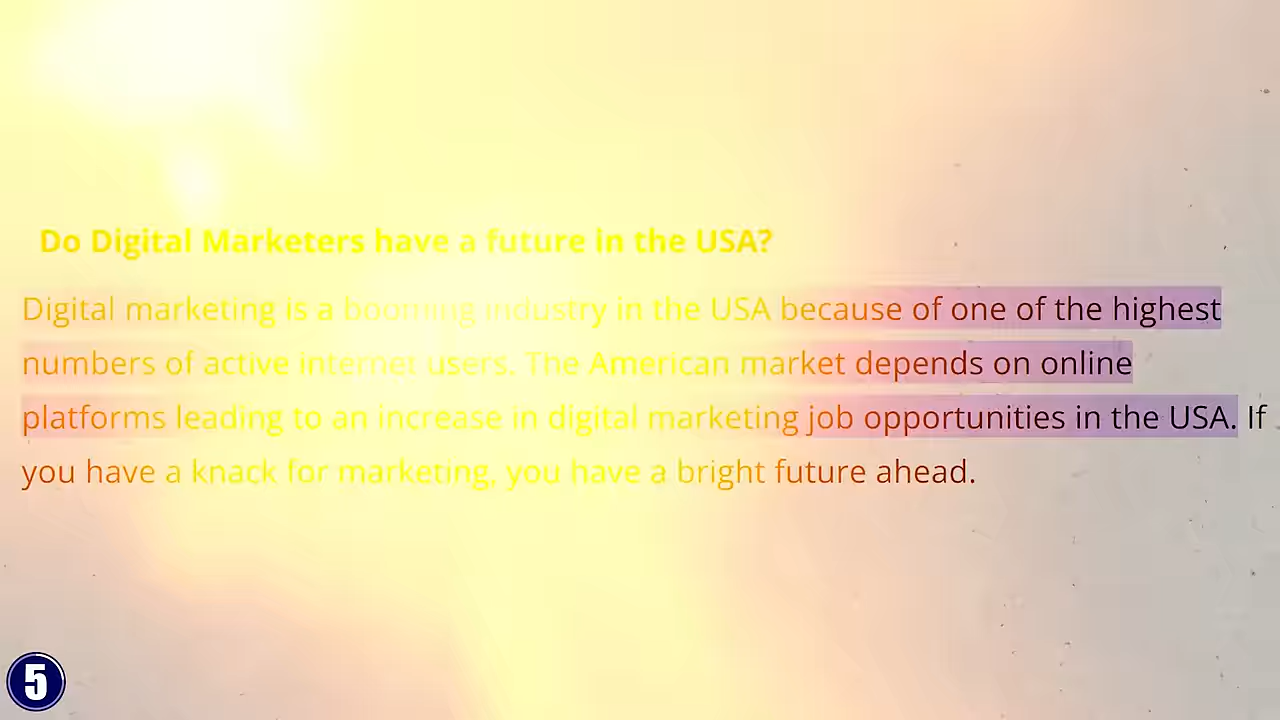 Do Digital Marketers have a future in the USA?
Digital marketing is a booming industry in the USA because of one of the highest
numbers of active internet users. The American market depends on online
platforms leading to an increase in digital marketing job opportunities in the USA. If
you have a knack for marketing, you have a bright future ahead.
5